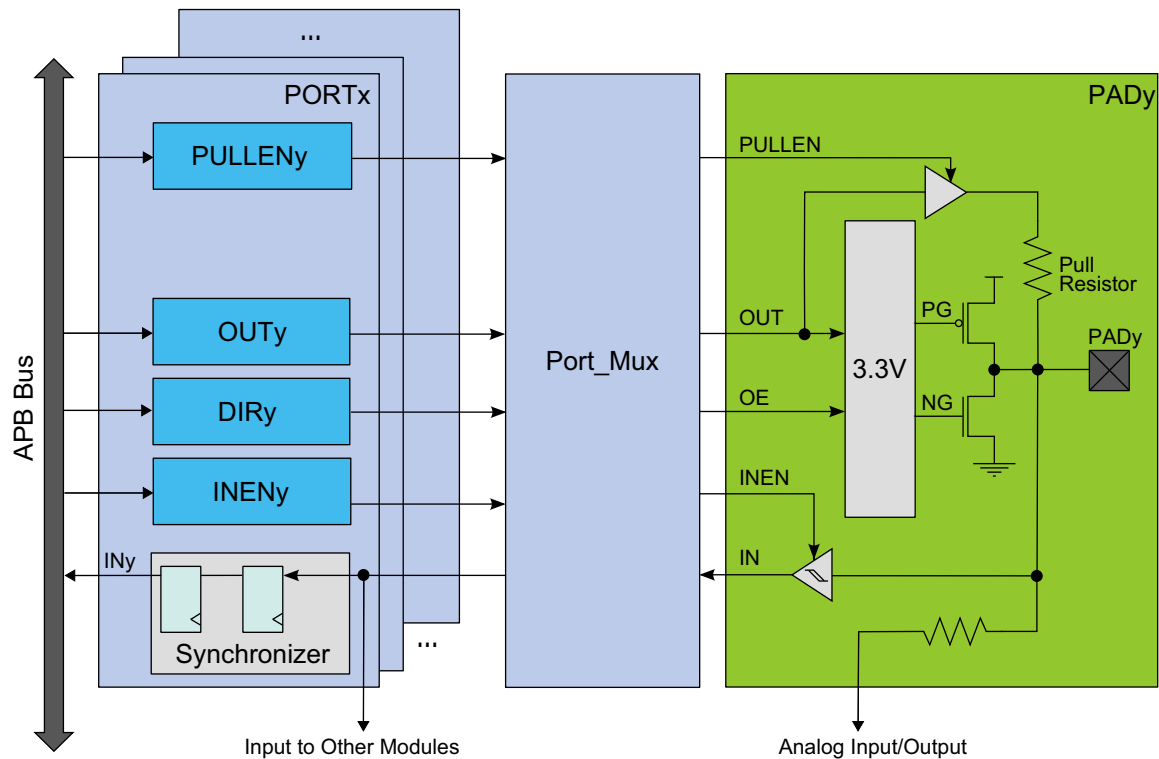 ...
PORTx
PADy
PULLENy
PULLEN
Pull
Resistor
OUTy
OUT
PG
PADy
Port_Mux
3.3V
APB Bus
DIRy
OE
NG
INENy
INEN
INy
IN
Synchronizer
...
Input to Other Modules
Analog Input/Output